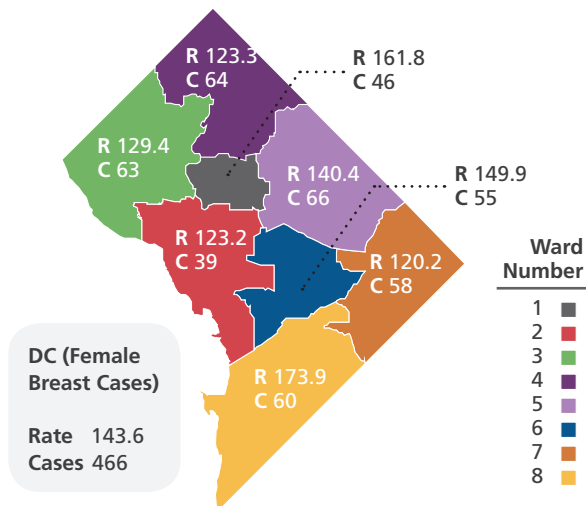 R 123.3
C 64
R 161.8
C 46
R 129.4
C 63
R 140.4
C 66
R 149.9
C 55
R 123.2
C 39
R 120.2
C 58
R 173.9
C 60
DC (Female
Breast Cases)
Rate 143.6
Cases 466
Ward
Number
1
2
3
4
5
6
7
8